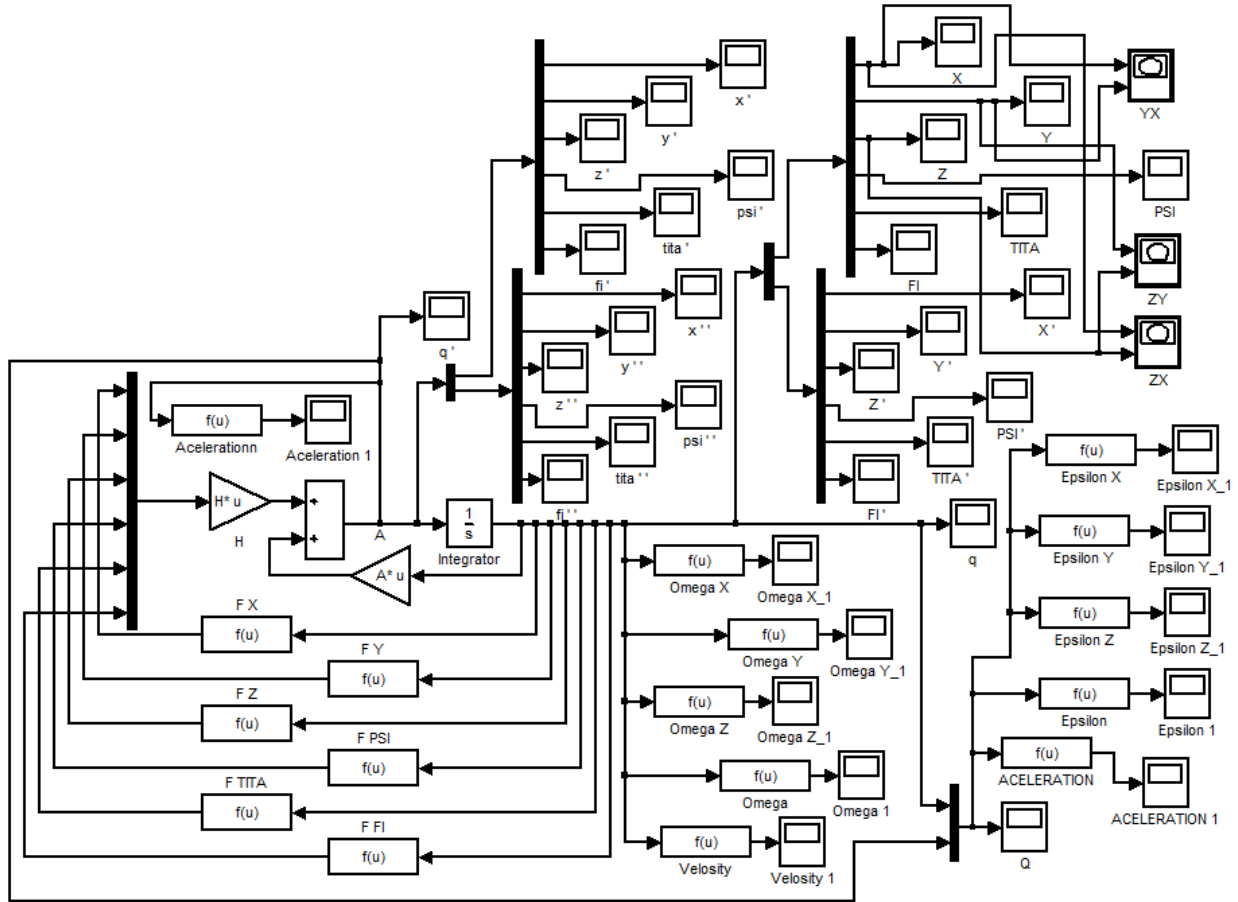 x '
X
YX
y '
Y
z '
Z
psi '
PSI
tita '
TITA
fi '
FI
ZY
x ' '
X '
q '
y ' '
Y '
ZX
z ' '
Z '
f(u)
Acelerationn
Aceleration 1
psi ' '
PSI '
tita ' '
TITA '
f(u)
Epsilon X
Epsilon X_1
fi ' '
FI '
H* u
H
+
+
A
1
s
Integrator
q
f(u)
Epsilon Y
Epsilon Y_1
A* u
f(u)
Omega X
Omega X_1
F X
f(u)
f(u)
Omega Y
Omega Y_1
f(u)
Epsilon Z
Epsilon Z_1
F Y
f(u)
F Z
f(u)
f(u)
Omega Z
Omega Z_1
f(u)
Epsilon
Epsilon 1
F PSI
f(u)
f(u)
ACELERATION
ACELERATION 1
F TITA
f(u)
f(u)
Omega
Omega 1
F FI
f(u)
f(u)
Velosity
Velosity 1
Q